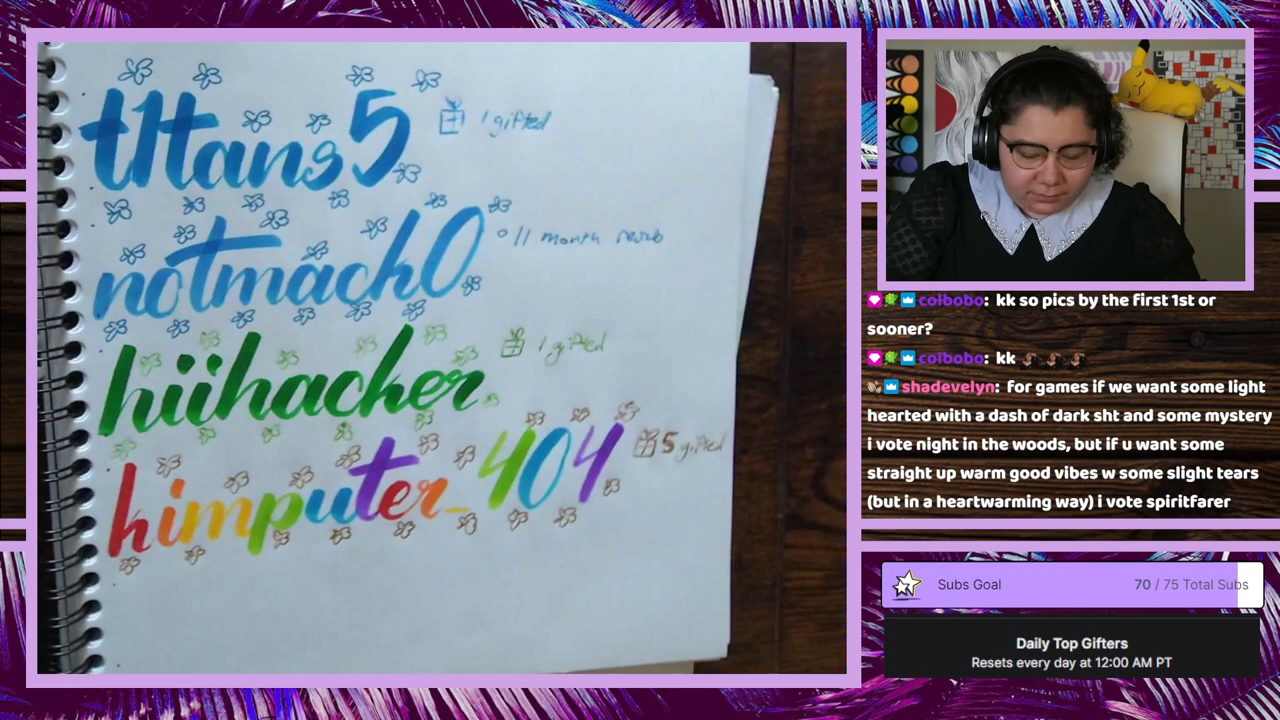 t1tans5
1 gifted
notmach0
11 month resub
hiihacker
1 gifted
himputer_404
5 gifted
colbobo: kk so pics by the first 1st or
sooner?
colbobo: kk
shadevelyn: for games if we want some light
hearted with a dash of dark sht and some mystery
i vote night in the woods, but if u want some
straight up warm good vibes w some slight tears
(but in a heartwarming way) i vote spiritfarer
Subs Goal
70 / 75 Total Subs
Daily Top Gifters
Resets every day at 12:00 AM PT